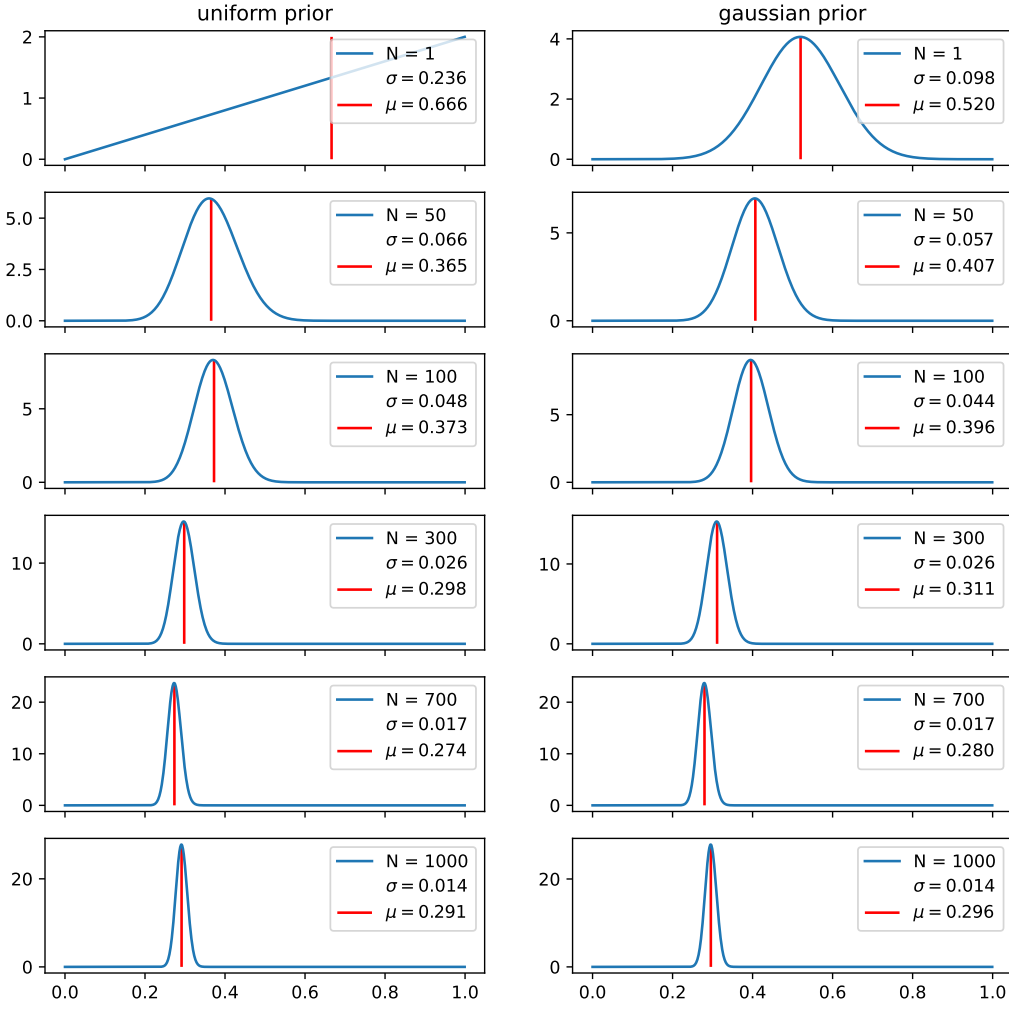 uniform prior
gaussian prior
2
1
0
N = 1
σ = 0.236
μ = 0.666
4
2
0
N = 1
σ = 0.098
μ = 0.520
5.0
2.5
0.0
N = 50
σ = 0.066
μ = 0.365
5
0
N = 50
σ = 0.057
μ = 0.407
5
0
N = 100
σ = 0.048
μ = 0.373
5
0
N = 100
σ = 0.044
μ = 0.396
10
0
N = 300
σ = 0.026
μ = 0.298
10
0
N = 300
σ = 0.026
μ = 0.311
20
10
0
N = 700
σ = 0.017
μ = 0.274
20
10
0
N = 700
σ = 0.017
μ = 0.280
20
0
N = 1000
σ = 0.014
μ = 0.291
20
0
N = 1000
σ = 0.014
μ = 0.296
0.0 0.2 0.4 0.6 0.8 1.0
0.0 0.2 0.4 0.6 0.8 1.0